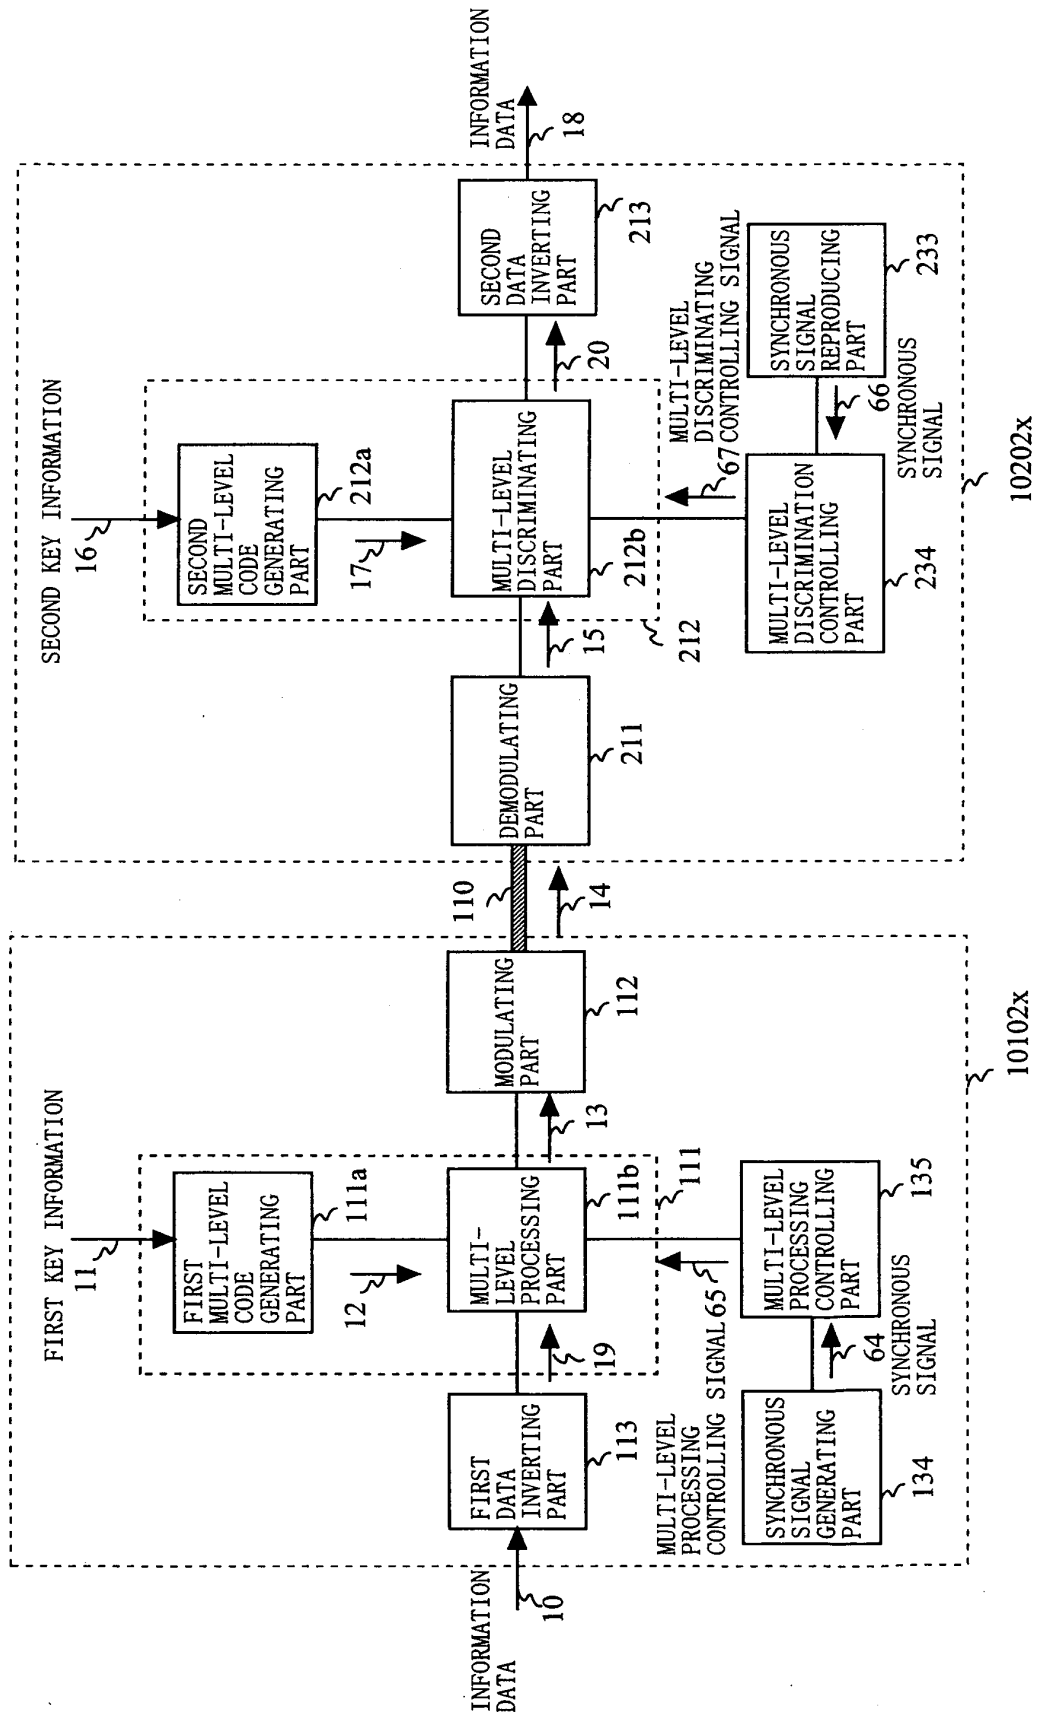 FIRST KEY INFORMATION
11
FIRST
MULTI-LEVEL
CODE
GENERATING
PART
111a
12
INFORMATION
DATA
10
FIRST
DATA
INVERTING
PART
113
19
MULTI-
LEVEL
PROCESSING
PART
111b
111
13
MODULATING
PART
112
MULTI-LEVEL
PROCESSING
CONTROLLING SIGNAL
65
SYNCHRONOUS
SIGNAL
GENERATING
PART
134
64
SYNCHRONOUS
SIGNAL
MULTI-LEVEL
PROCESSING
CONTROLLING
PART
135
10102x
110
14
SECOND KEY INFORMATION
16
SECOND
MULTI-LEVEL
CODE
GENERATING
PART
212a
17
DEMODULATING
PART
211
15
MULTI-LEVEL
DISCRIMINATING
PART
212b
212
20
SECOND
DATA
INVERTING
PART
213
INFORMATION
DATA
18
MULTI-LEVEL
DISCRIMINATING
CONTROLLING SIGNAL
67
MULTI-LEVEL
DISCRIMINATION
CONTROLLING
PART
234
66
SYNCHRONOUS
SIGNAL
SYNCHRONOUS
SIGNAL
REPRODUCING
PART
233
10202x